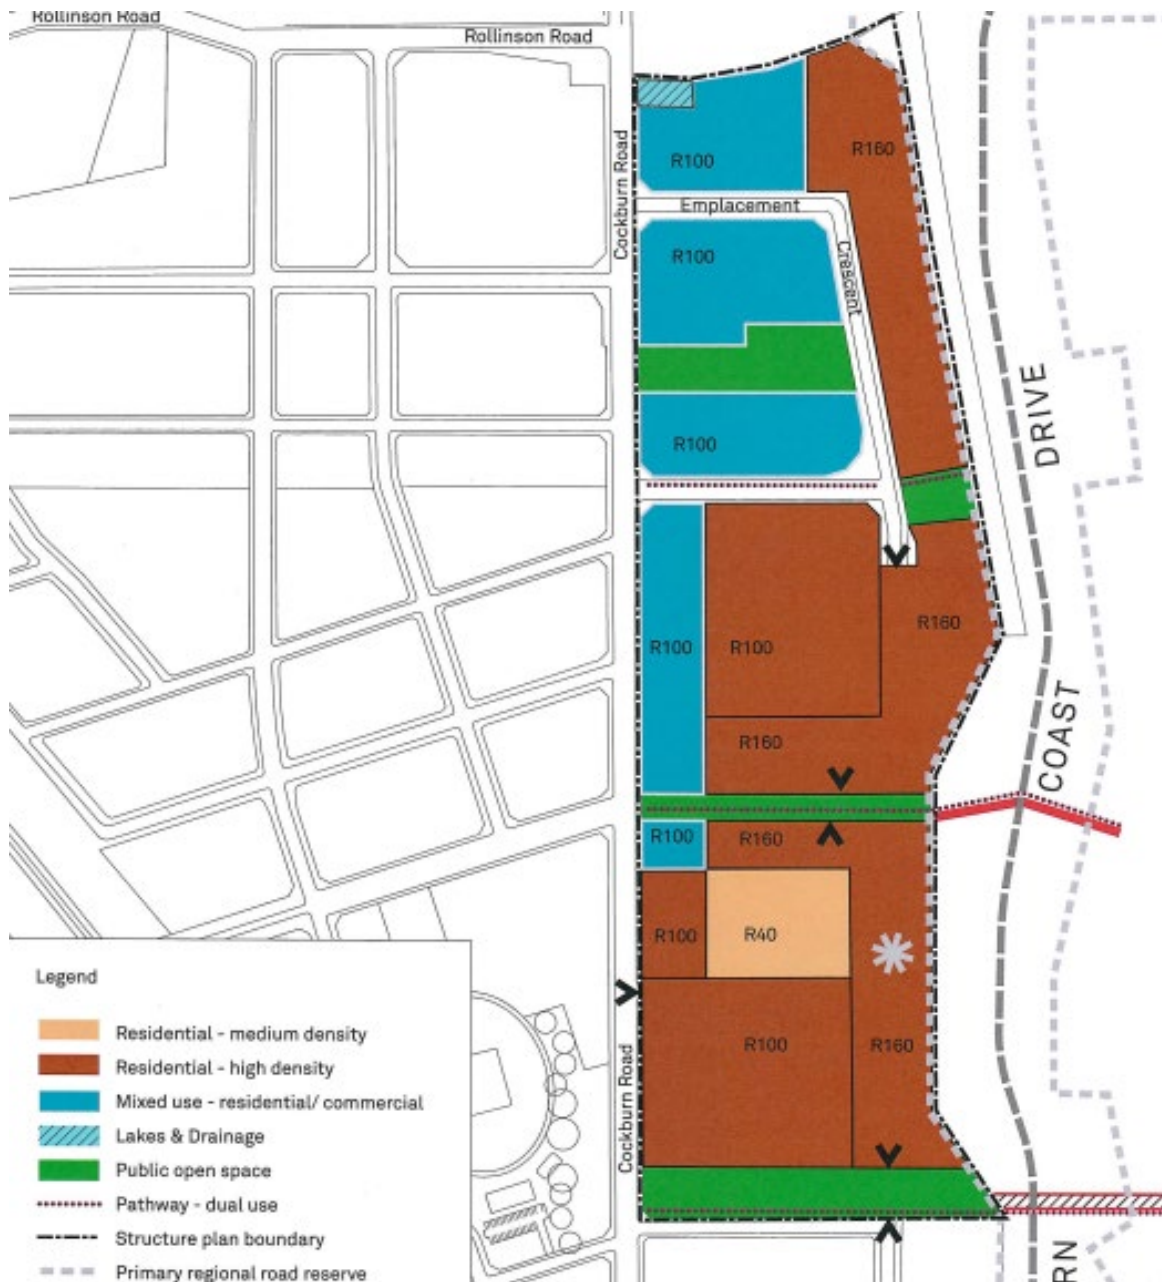 Rollinson Road
Rollinson Road
Cockburn Road
R100
R160
Emplacement
R100
Crescent
R100
DRIVE
R160
R100
R100
R160
COAST
R100
R160
R100
R40
R100
R160
Cockburn Road
RN
Legend
Residential - medium density
Residential - high density
Mixed use - residential/ commercial
Lakes & Drainage
Public open space
Pathway - dual use
Structure plan boundary
Primary regional road reserve